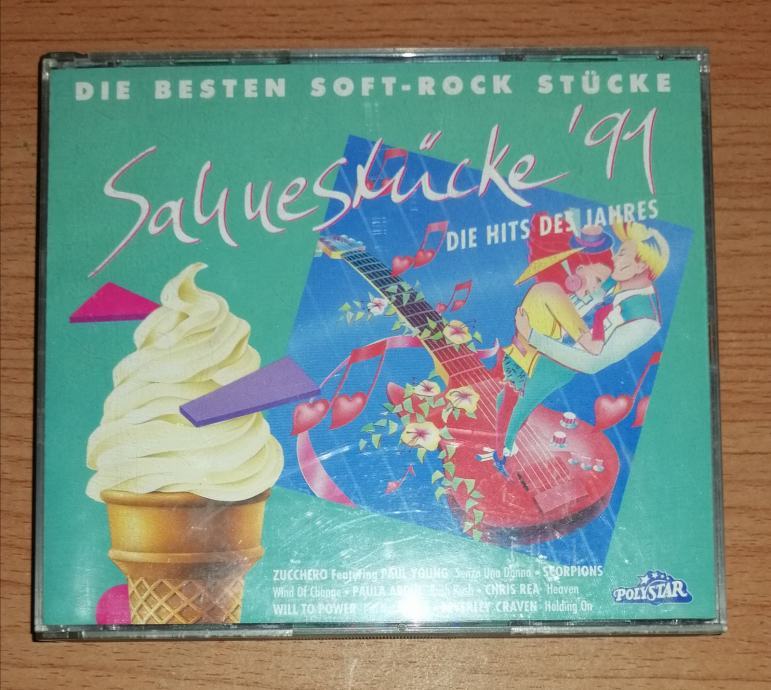 DIE BESTEN SOFT-ROCK STÜCKE
Sahnestücke '91
DIE HITS DES JAHRES
ZUCCHERO Featuring PAUL YOUNG Senza Una Donna • SCORPIONS
Wind Of Change • PAULA ABDUL Rush Rush • CHRIS REA Heaven
WILL TO POWER BEVERLEY CRAVEN Holding On
POLYSTAR